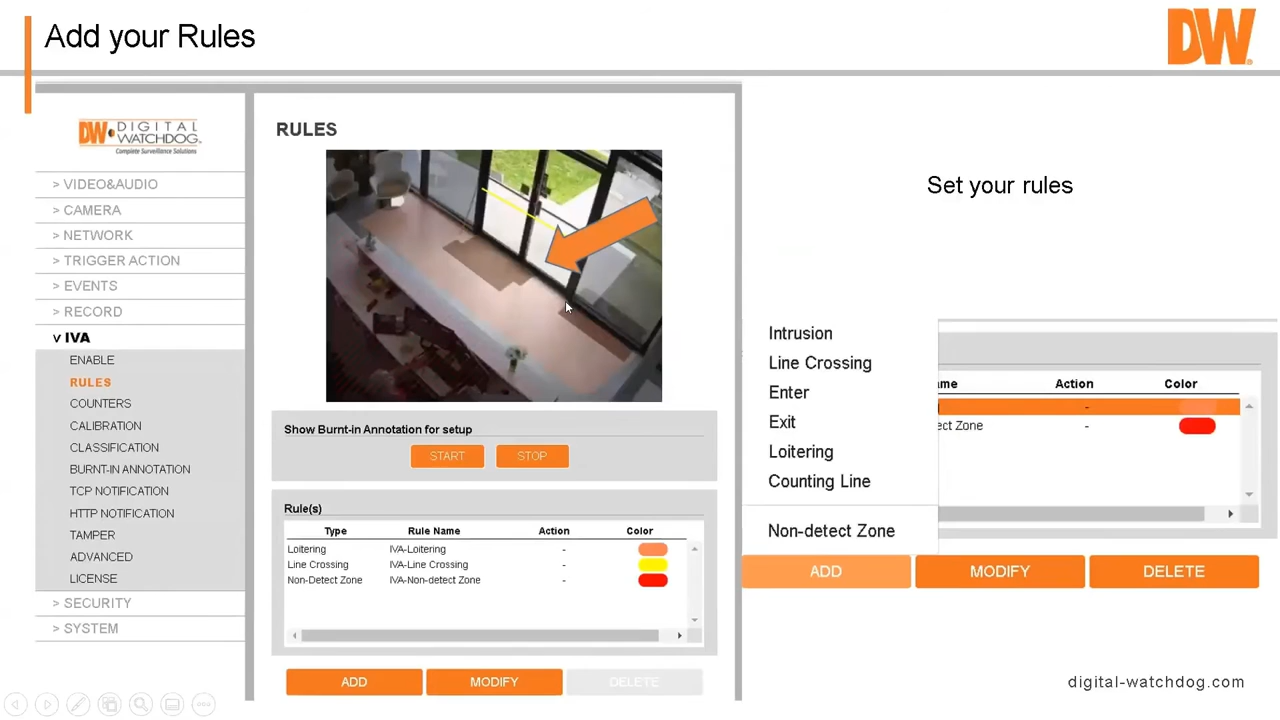 Add your Rules
DW
DW DIGITAL
WATCHDOG
Complete Surveillance Solutions
> VIDEO&AUDIO
> CAMERA
> NETWORK
> TRIGGER ACTION
> EVENTS
> RECORD
v IVA
ENABLE
RULES
COUNTERS
CALIBRATION
CLASSIFICATION
BURNT-IN ANNOTATION
TCP NOTIFICATION
HTTP NOTIFICATION
TAMPER
ADVANCED
LICENSE
> SECURITY
> SYSTEM
RULES
Show Burnt-in Annotation for setup
START STOP
Rule(s)
Type Rule Name Action Color
Loitering IVA-Loitering -
Line Crossing IVA-Line Crossing -
Non-Detect Zone IVA-Non-detect Zone -
ADD MODIFY DELETE
Set your rules
Intrusion
Line Crossing
Enter
Exit
Loitering
Counting Line
Non-detect Zone
ame Action Color
-
ect Zone -
ADD MODIFY DELETE
digital-watchdog.com